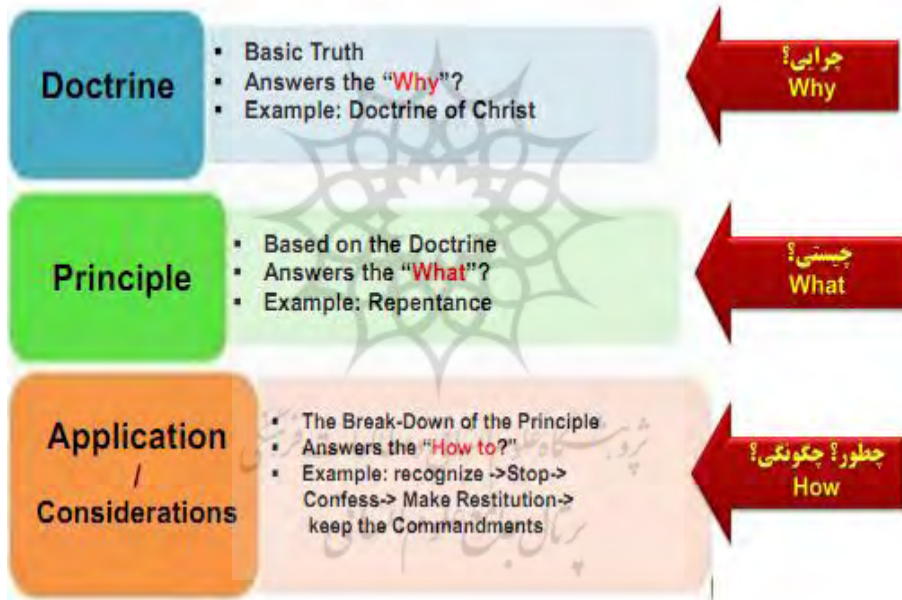 Doctrine
▪ Basic Truth
▪ Answers the “Why”?
▪ Example: Doctrine of Christ
چرایی؟
Why
Principle
▪ Based on the Doctrine
▪ Answers the “What”?
▪ Example: Repentance
چیستی؟
What
Application
/
Considerations
▪ The Break-Down of the Principle
▪ Answers the “How to?”
▪ Example: recognize ->Stop->
Confess-> Make Restitution->
keep the Commandments
چطور؟ چگونگی؟
How